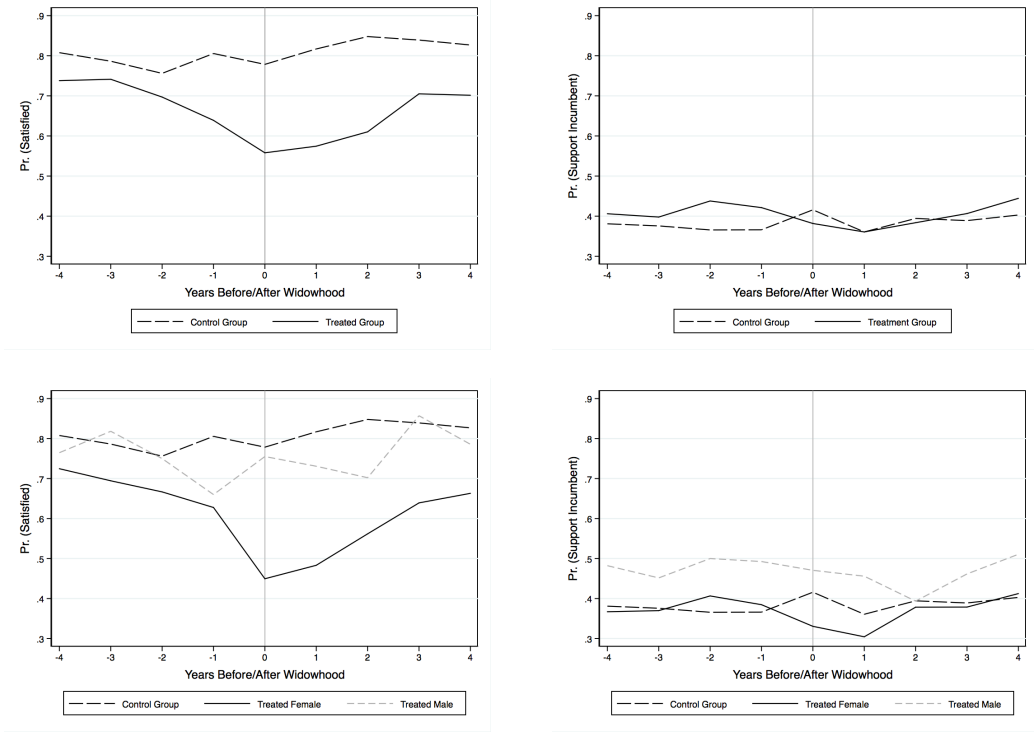 .9
.8
.7
.6
.5
.4
.3
Pr. (Satisfied)
-4 -3 -2 -1 0 1 2 3 4
Years Before/After Widowhood
Control Group Treated Group
.9
.8
.7
.6
.5
.4
.3
Pr. (Support Incumbent)
-4 -3 -2 -1 0 1 2 3 4
Years Before/After Widowhood
Control Group Treatment Group
.9
.8
.7
.6
.5
.4
.3
Pr. (Satisfied)
-4 -3 -2 -1 0 1 2 3 4
Years Before/After Widowhood
Control Group Treated Female Treated Male
.9
.8
.7
.6
.5
.4
.3
Pr. (Support Incumbent)
-4 -3 -2 -1 0 1 2 3 4
Years Before/After Widowhood
Control Group Treated Female Treated Male